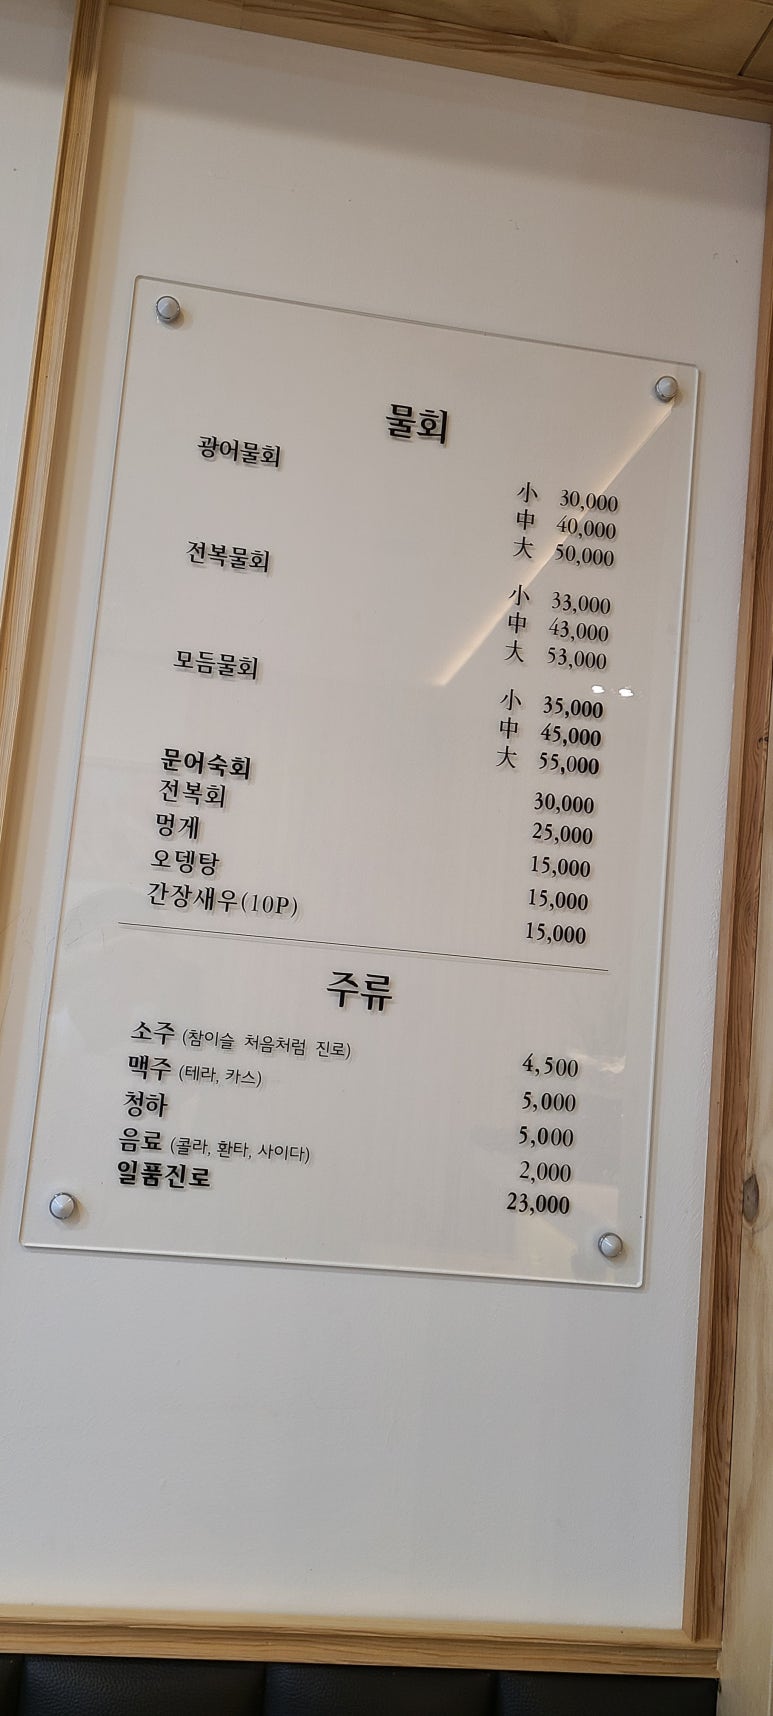 물회
광어물회
小 30,000
中 40,000
大 50,000
전복물회
小 33,000
中 43,000
大 53,000
모듬물회
小 35,000
中 45,000
大 55,000
문어숙회 30,000
전복회 25,000
멍게 15,000
오뎅탕 15,000
간장새우(10P) 15,000
주류
소주 (참이슬 처음처럼 진로) 4,500
맥주 (테라, 카스) 5,000
청하 5,000
음료 (콜라, 환타, 사이다) 2,000
일품진로 23,000